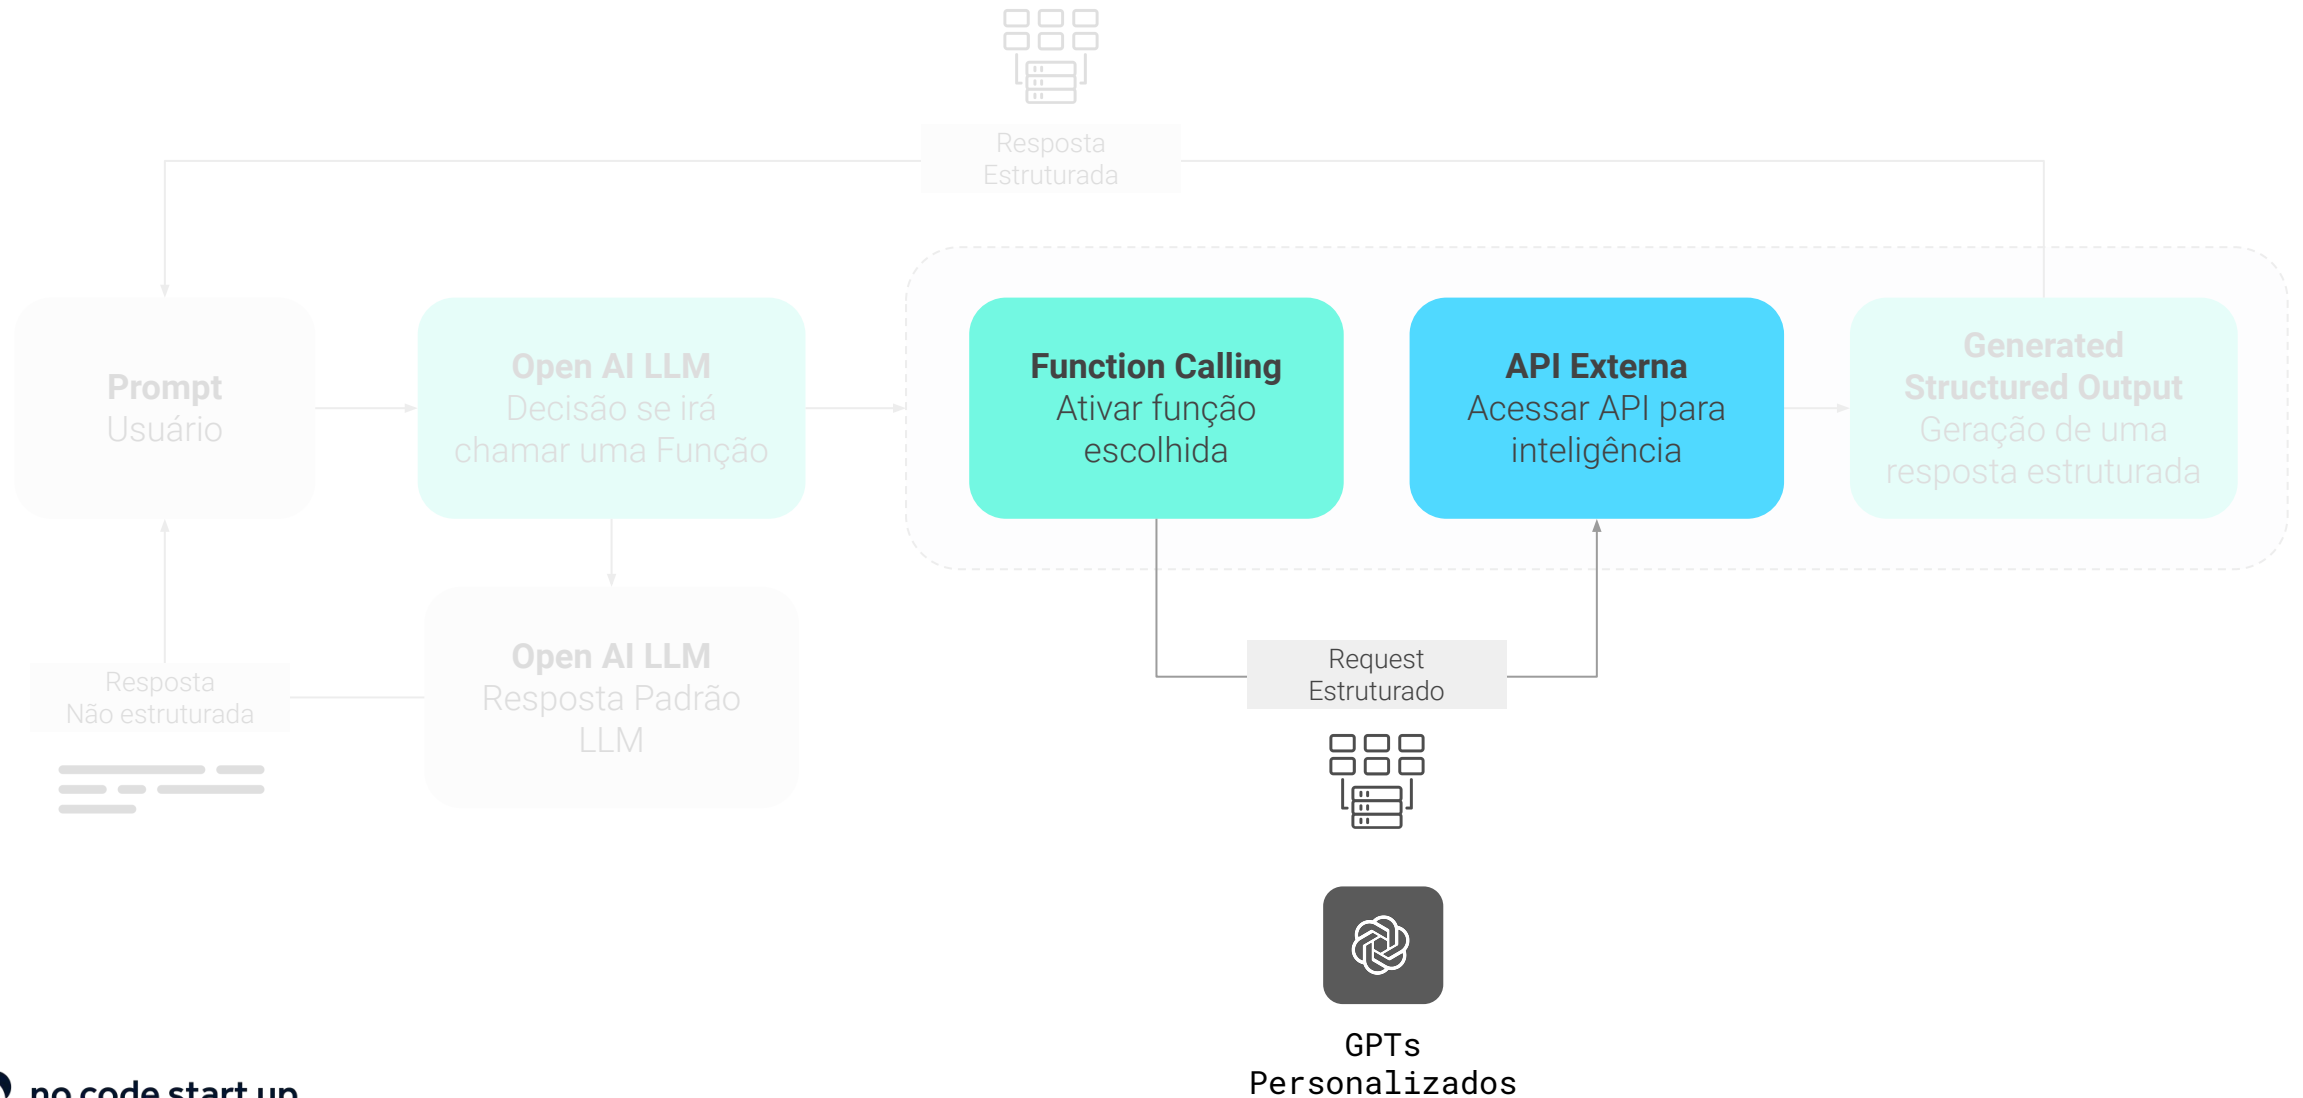 Resposta
Estruturada
Prompt
Usuário
Open AI LLM
Decisão se irá
chamar uma Função
Function Calling
Ativar função
escolhida
API Externa
Acessar API para
inteligência
Generated
Structured Output
Geração de uma
resposta estruturada
Resposta
Não estruturada
Open AI LLM
Resposta Padrão
LLM
Request
Estruturado
GPTs
Personalizados
no code start up